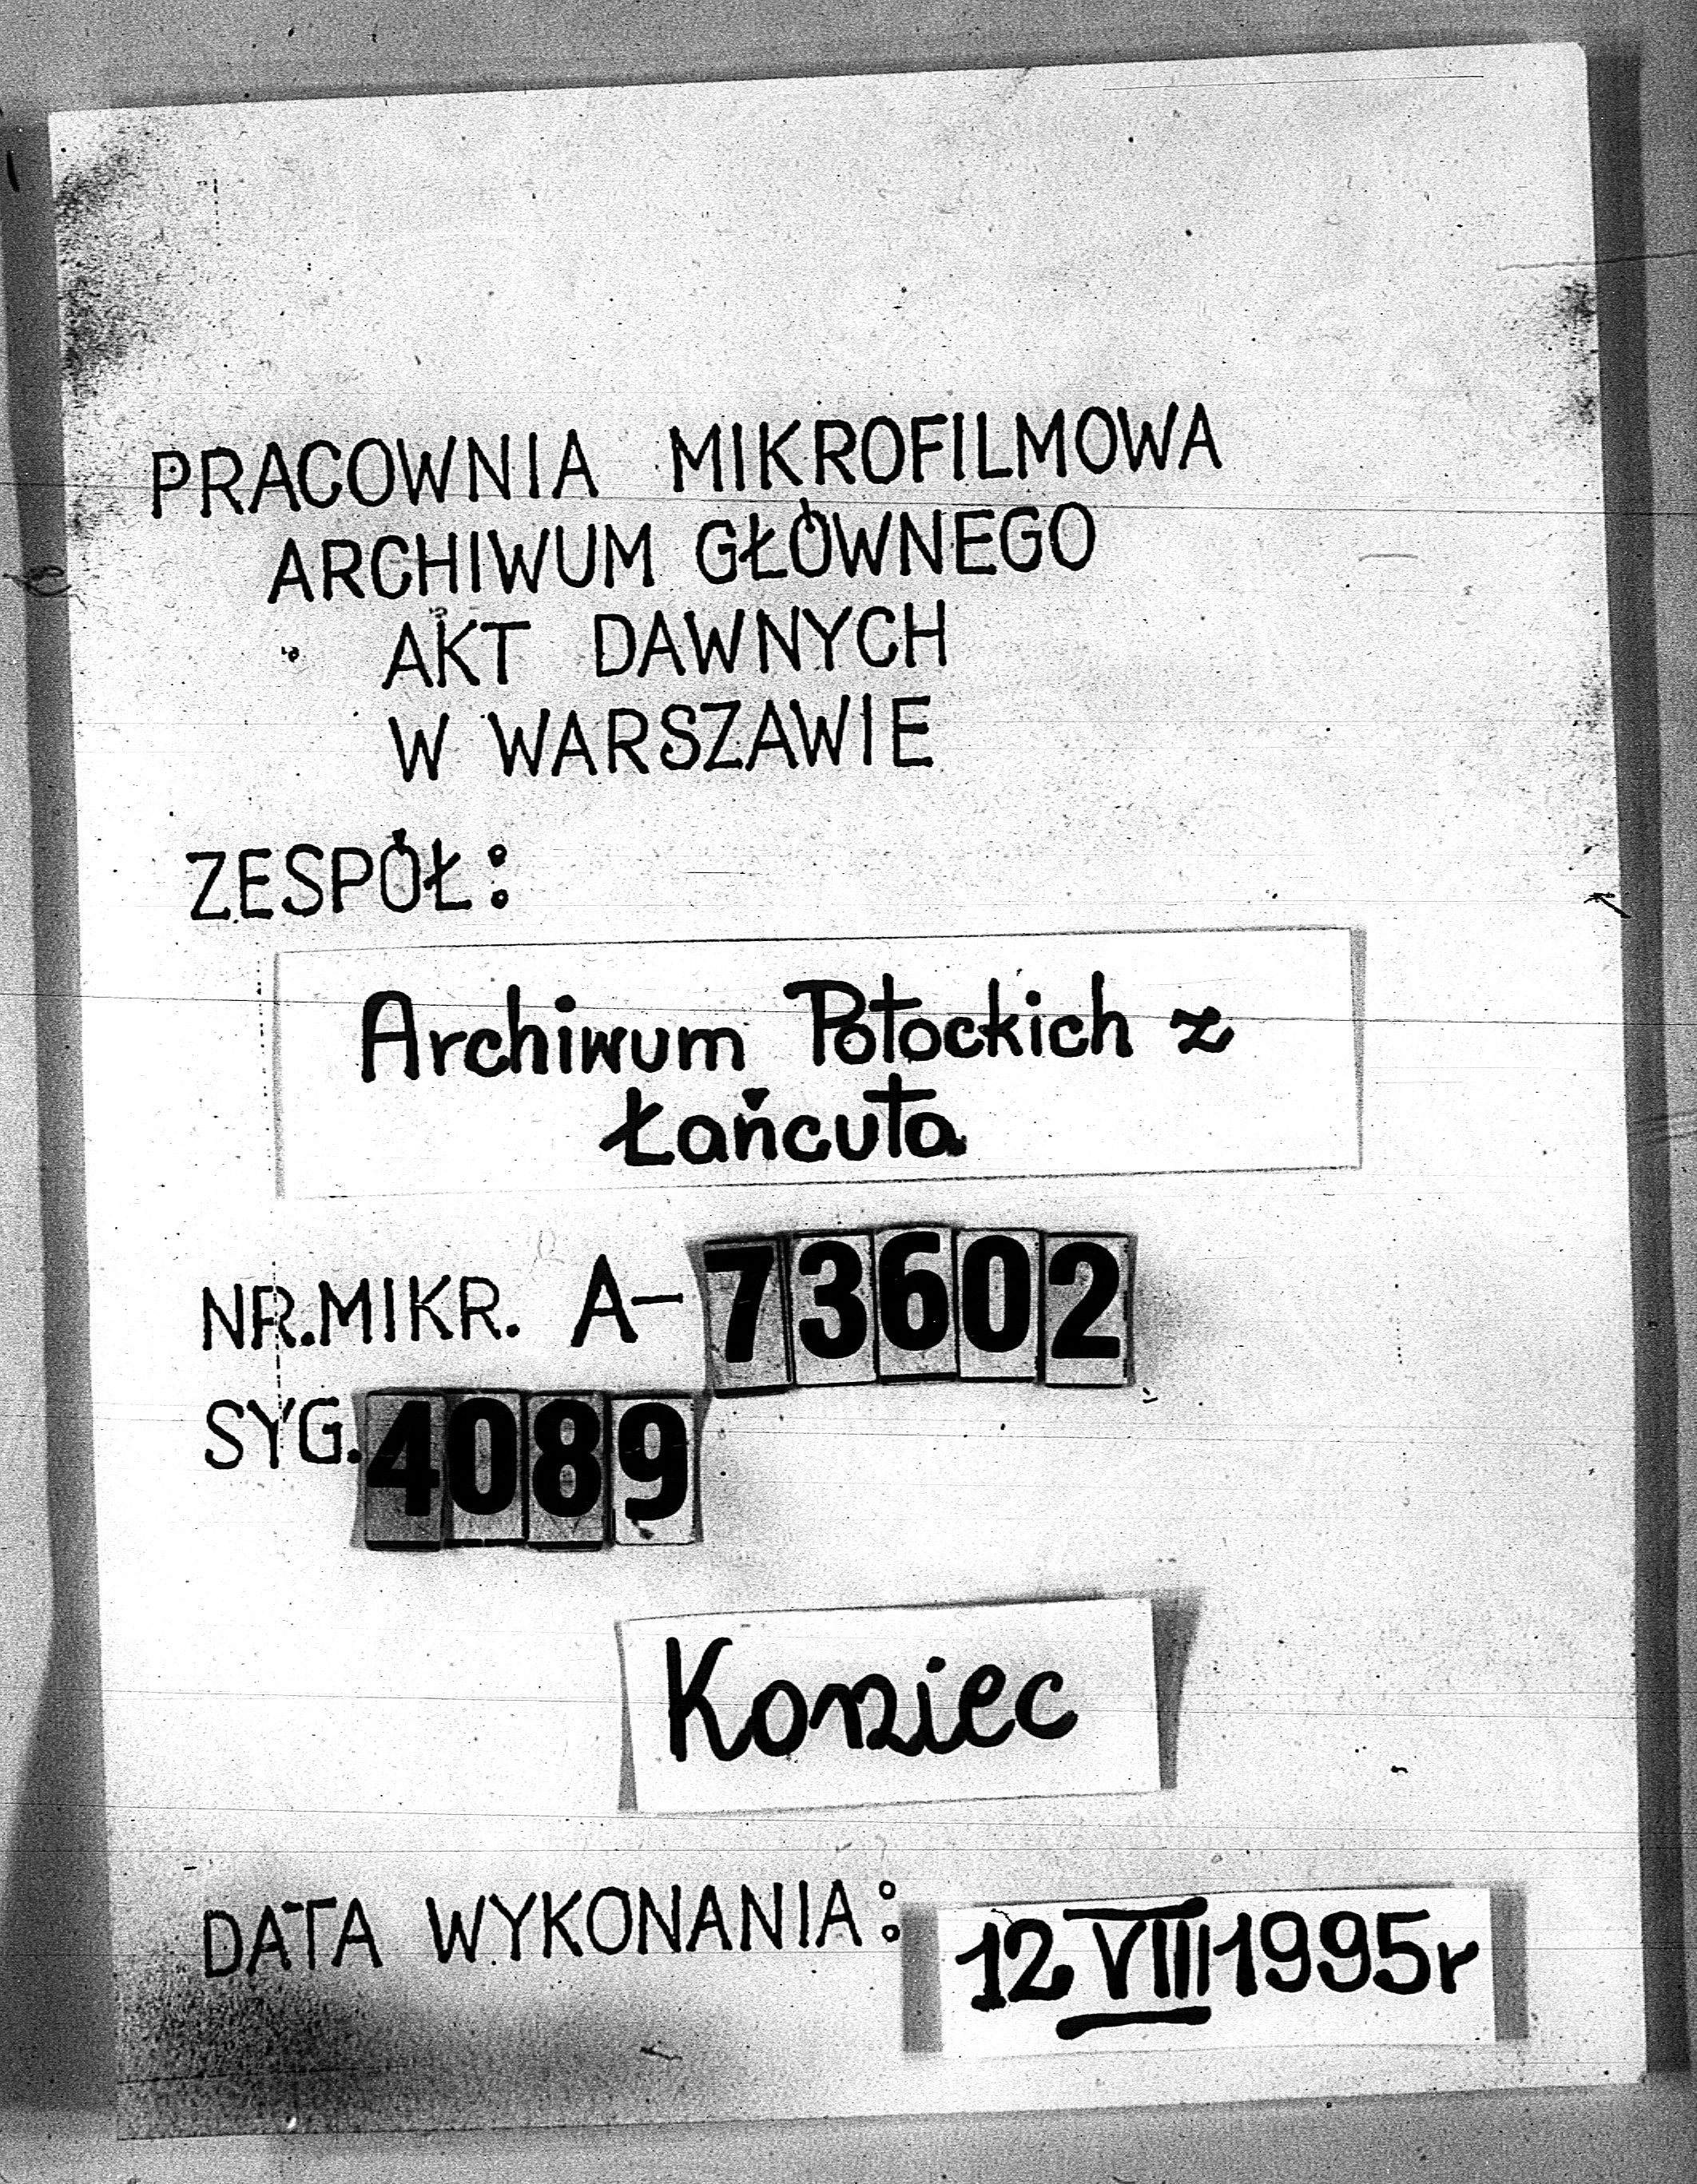 PRACOWNIA MIKROFILMOWA
ARCHIWUM GŁÓWNEGO
AKT DAWNYCH
W WARSZAWIE
ZESPÓŁ:
Archiwum Potockich z
Łańcuta
NR.MIKR. A-73602
SYG. 4089
Koniec
DATA WYKONANIA: 12 VIII 1995r